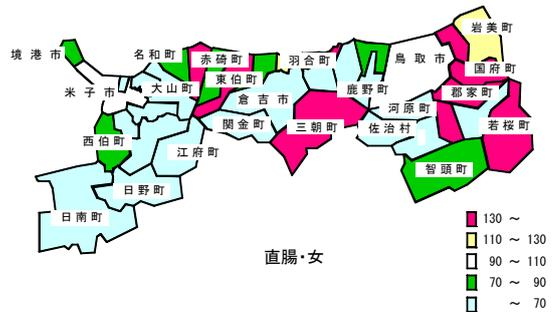 岩美町
境港市
名和町
赤碕町
羽合町
鳥取市
国府町
東伯町
米子市
大山町
鹿野町
郡家町
倉吉市
河原町
関金町
三朝町
佐治村
若桜町
西伯町
江府町
智頭町
日野町
日南町
直腸・女
130 ~
110 ~ 130
90 ~ 110
70 ~ 90
~ 70